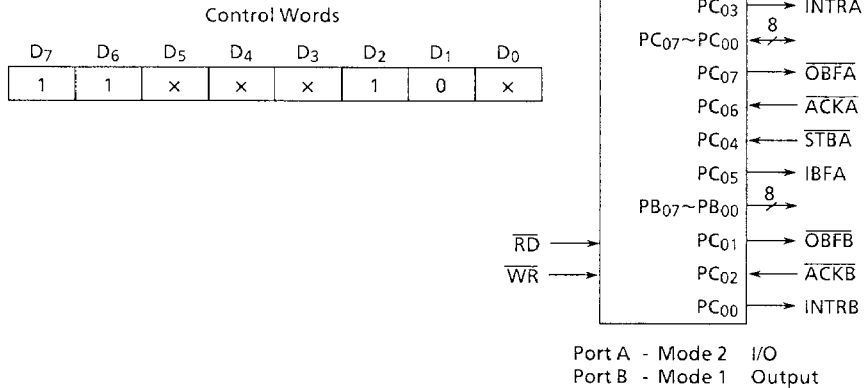 Control Words
D7 D6 D5 D4 D3 D2 D1 D0
1 1 × × × 1 0 ×
PC03 INTRA
PC07~PC00 8
PC07 OBFA
PC06 ACKA
PC04 STBA
PC05 IBFA
PB07~PB00 8
RD PC01 OBFB
WR PC02 ACKB
PC00 INTRB
Port A - Mode 2 I/O
Port B - Mode 1 Output